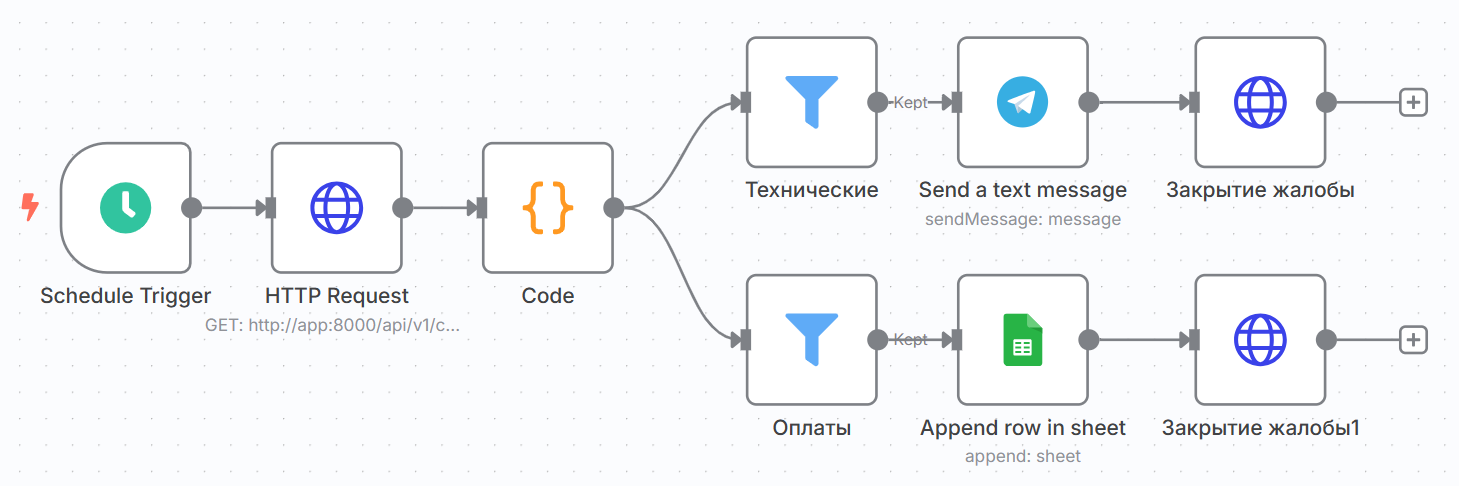 Schedule Trigger
HTTP Request
GET: http://app:8000/api/v1/c...
Code
Kept
Технические
Send a text message
sendMessage: message
Закрытие жалобы
Kept
Оплаты
Append row in sheet
append: sheet
Закрытие жалобы1